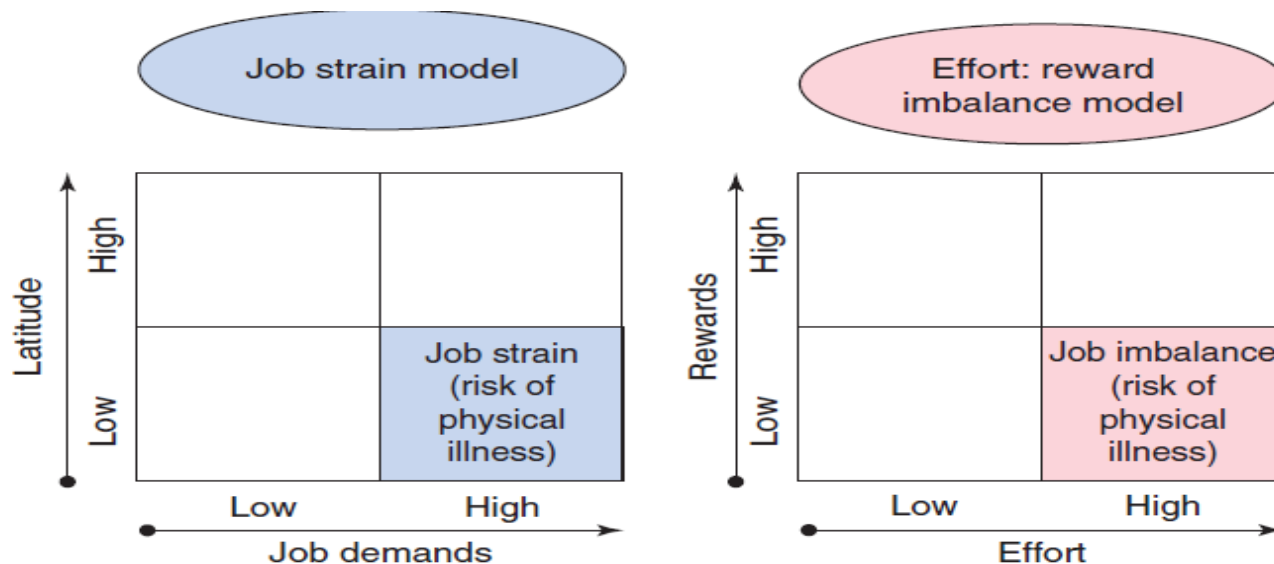 Job strain model
Latitude
High
Low
Job strain
(risk of
physical
illness)
Low
High
Job demands
Effort: reward
imbalance model
Rewards
High
Low
Job imbalance
(risk of
physical
illness)
Low
High
Effort